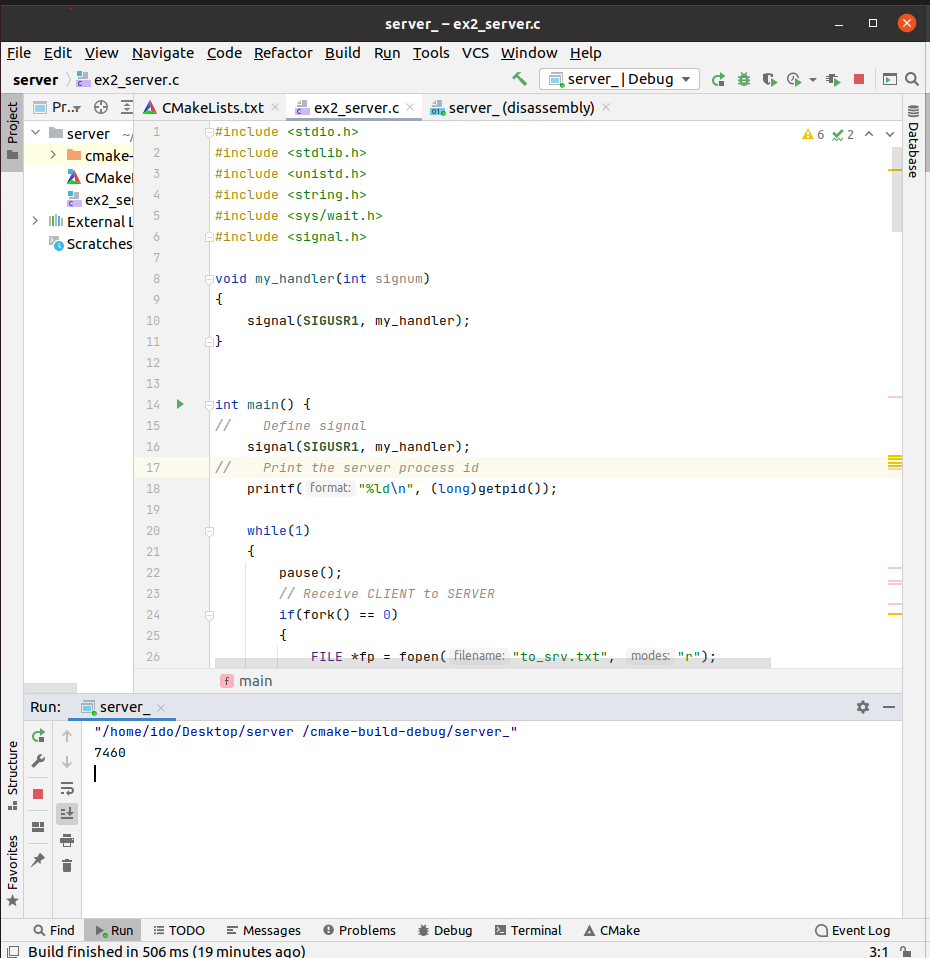 server_ – ex2_server.c
File Edit View Navigate Code Refactor Build Run Tools VCS Window Help
server ex2_server.c server_ | Debug
Project Pr... CMakeLists.txt ex2_server.c server_ (disassembly)
server ~/
cmake-
CMakeL
ex2_ser
External L
Scratches
6 2
Database
1 #include <stdio.h>
2 #include <stdlib.h>
3 #include <unistd.h>
4 #include <string.h>
5 #include <sys/wait.h>
6 #include <signal.h>
7
8 void my_handler(int signum)
9 {
10 signal(SIGUSR1, my_handler);
11 }
12
13
14 int main() {
15 // Define signal
16 signal(SIGUSR1, my_handler);
17 // Print the server process id
18 printf( format: "%ld\n", (long)getpid());
19
20 while(1)
21 {
22 pause();
23 // Receive CLIENT to SERVER
24 if(fork() == 0)
25 {
26 FILE *fp = fopen( filename: "to_srv.txt", modes: "r");
f main
Run: server_
"/home/ido/Desktop/server /cmake-build-debug/server_"
7460
Structure
Favorites
Find Run TODO Messages Problems Debug Terminal CMake Event Log
Build finished in 506 ms (19 minutes ago) 3:1